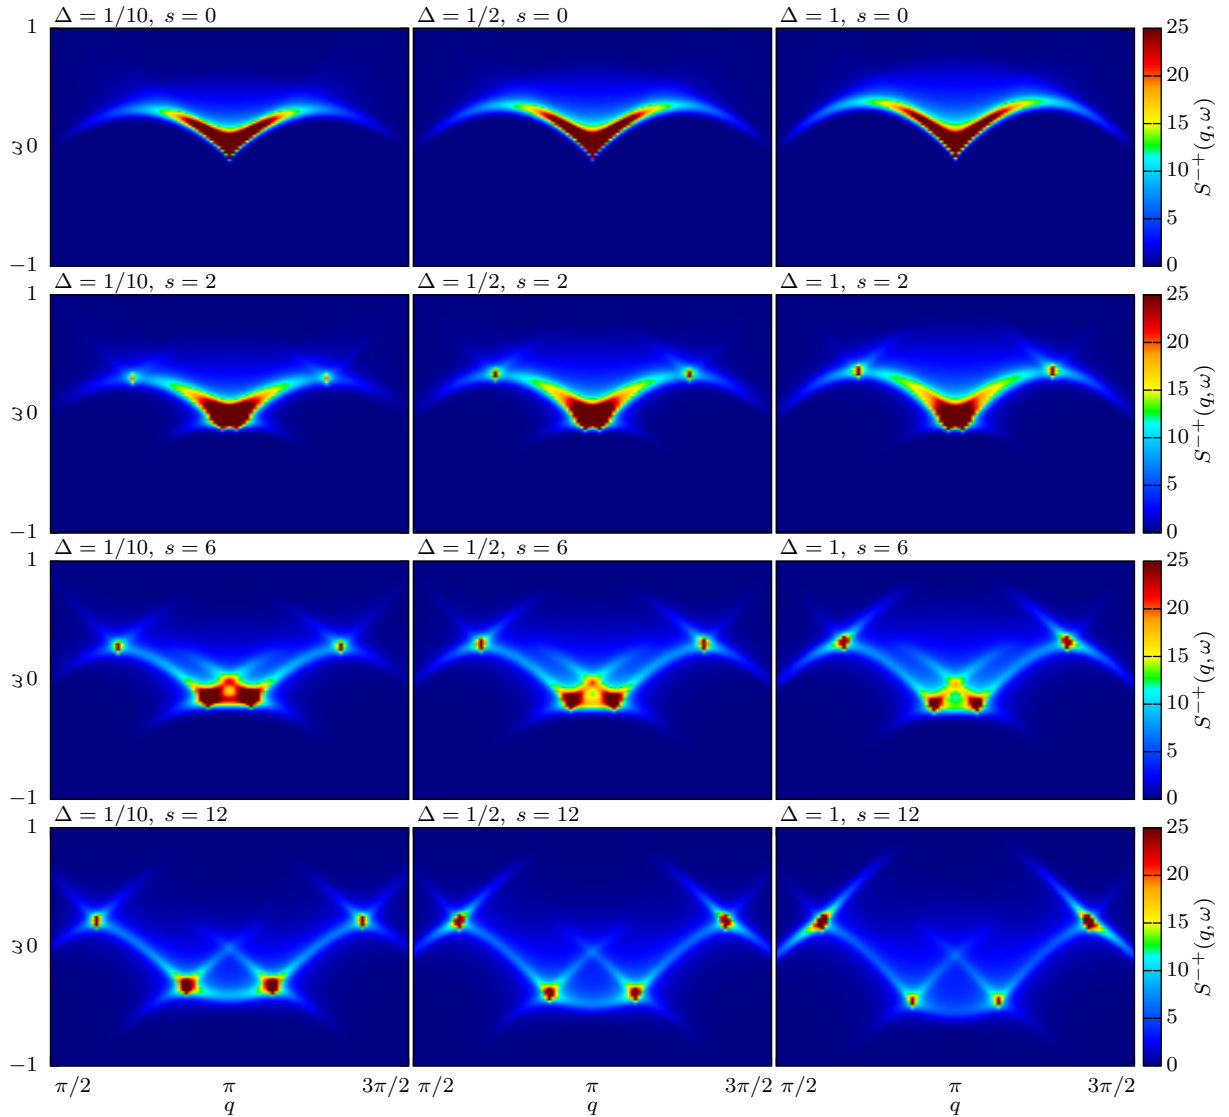 Δ = 1/10, s = 0 Δ = 1/2, s = 0 Δ = 1, s = 0
1 25
20
15
ω 0 10 S⁻⁺(q, ω)
5
−1 0
Δ = 1/10, s = 2 Δ = 1/2, s = 2 Δ = 1, s = 2
1 25
20
15
ω 0 10 S⁻⁺(q, ω)
5
−1 0
Δ = 1/10, s = 6 Δ = 1/2, s = 6 Δ = 1, s = 6
1 25
20
15
ω 0 10 S⁻⁺(q, ω)
5
−1 0
Δ = 1/10, s = 12 Δ = 1/2, s = 12 Δ = 1, s = 12
1 25
20
15
ω 0 10 S⁻⁺(q, ω)
5
−1 0
π/2 π 3π/2 π/2 π 3π/2 π/2 π 3π/2
q q q